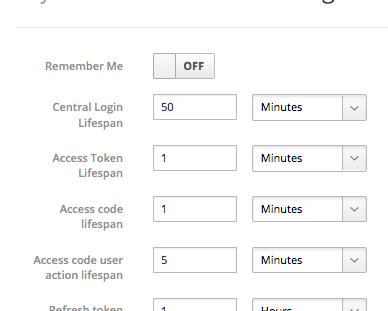 Remember Me OFF
Central Login 50 Minutes
Lifespan
Access Token 1 Minutes
Lifespan
Access code 1 Minutes
lifespan
Access code user 5 Minutes
action lifespan
Refresh token 1 Hours